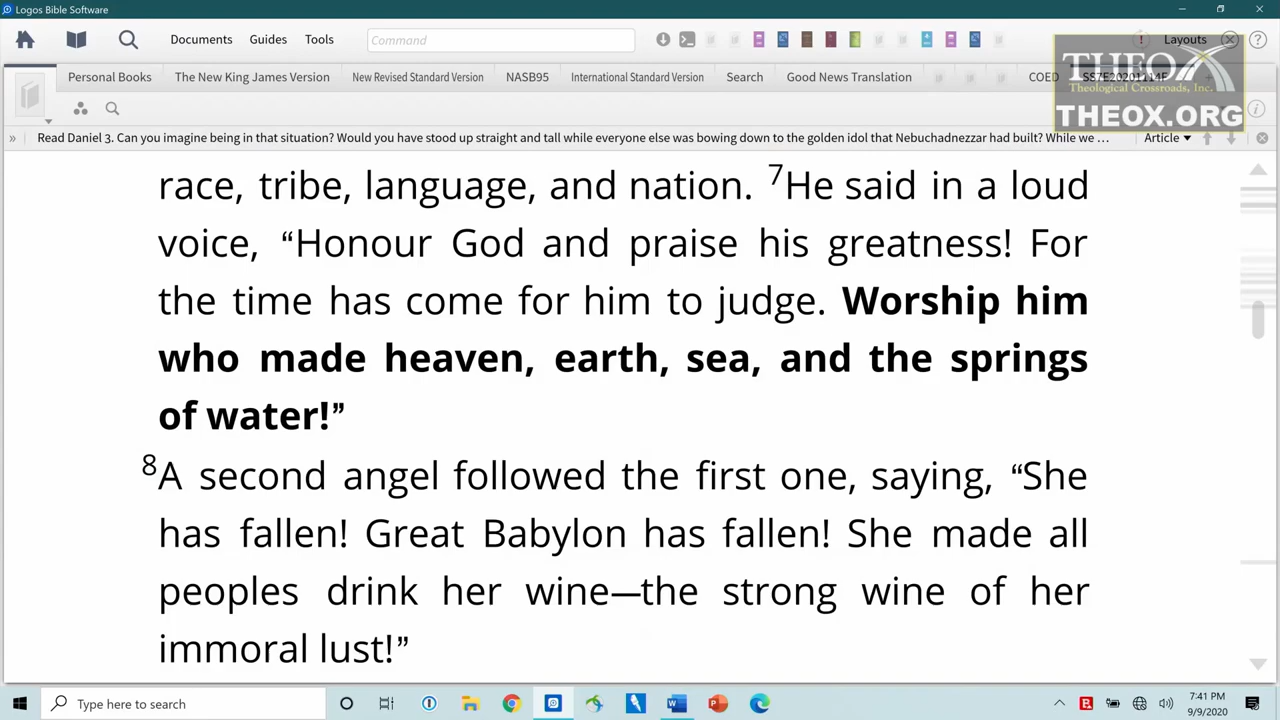 Logos Bible Software
Documents Guides Tools Command Layouts
Personal Books The New King James Version New Revised Standard Version NASB95 International Standard Version Search Good News Translation COED SS7E20201114F
THEOX
Theological Crossroads, Inc.
THEOX.ORG
» Read Daniel 3. Can you imagine being in that situation? Would you have stood up straight and tall while everyone else was bowing down to the golden idol that Nebuchadnezzar had built? While we … Article
race, tribe, language, and nation. 7He said in a loud
voice, “Honour God and praise his greatness! For
the time has come for him to judge. Worship him
who made heaven, earth, sea, and the springs
of water!”
8A second angel followed the first one, saying, “She
has fallen! Great Babylon has fallen! She made all
peoples drink her wine—the strong wine of her
immoral lust!”
Type here to search
7:41 PM
9/9/2020